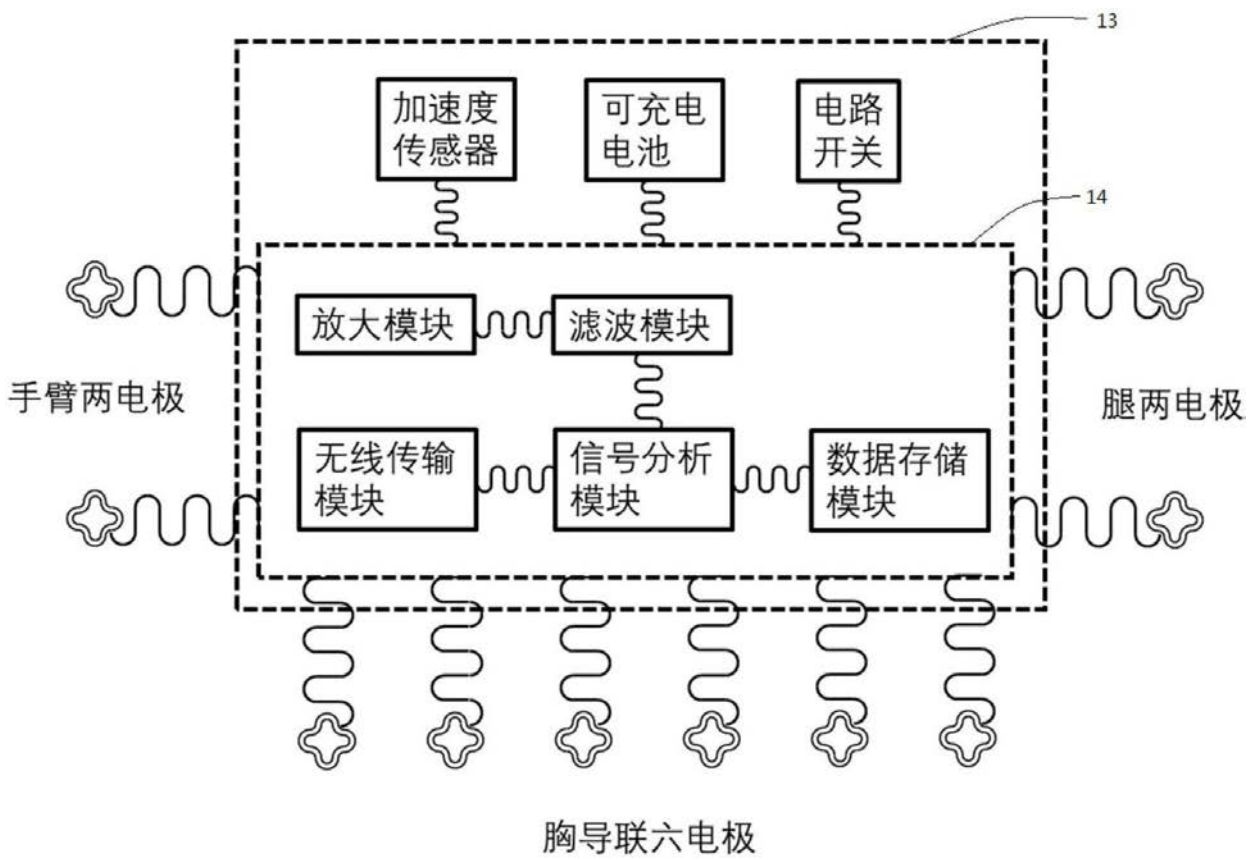 13
加速度
传感器
可充电
电池
电路
开关
14
放大模块
滤波模块
手臂两电极
腿两电极
无线传输
模块
信号分析
模块
数据存储
模块
胸导联六电极